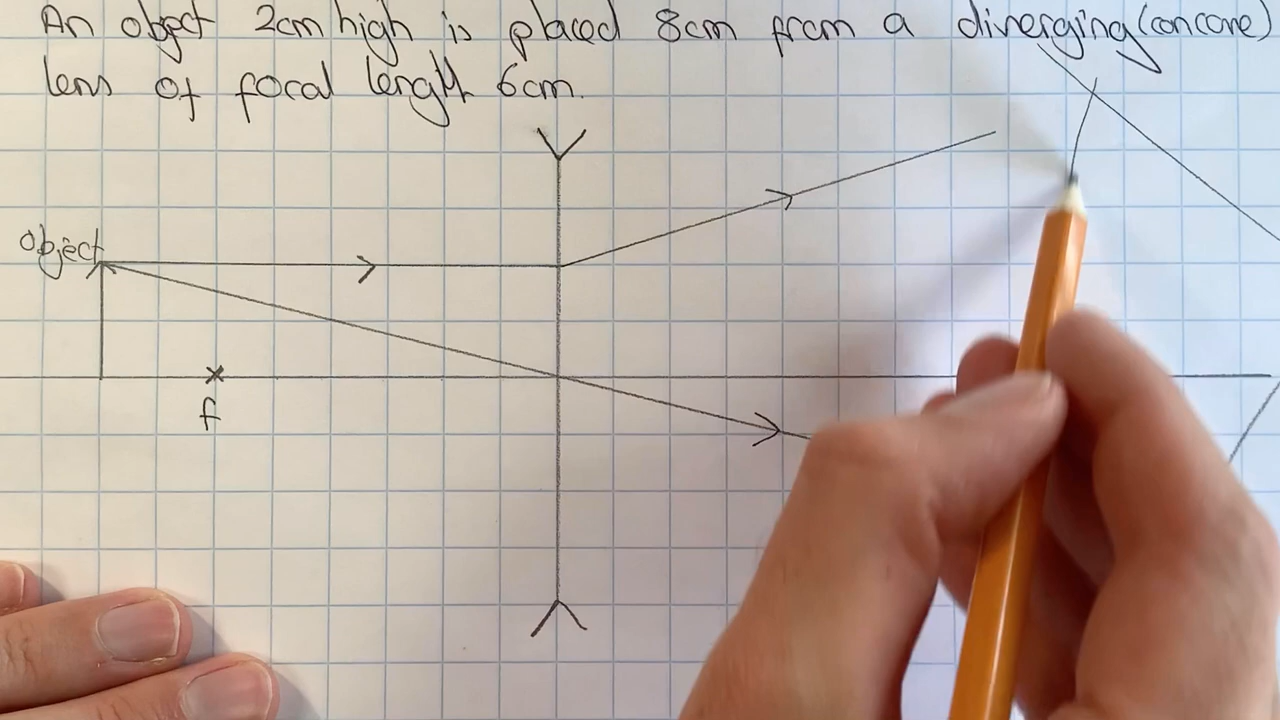 An object 2cm high is placed 8cm from a diverging (concave)
lens of focal length 6cm.
object
f